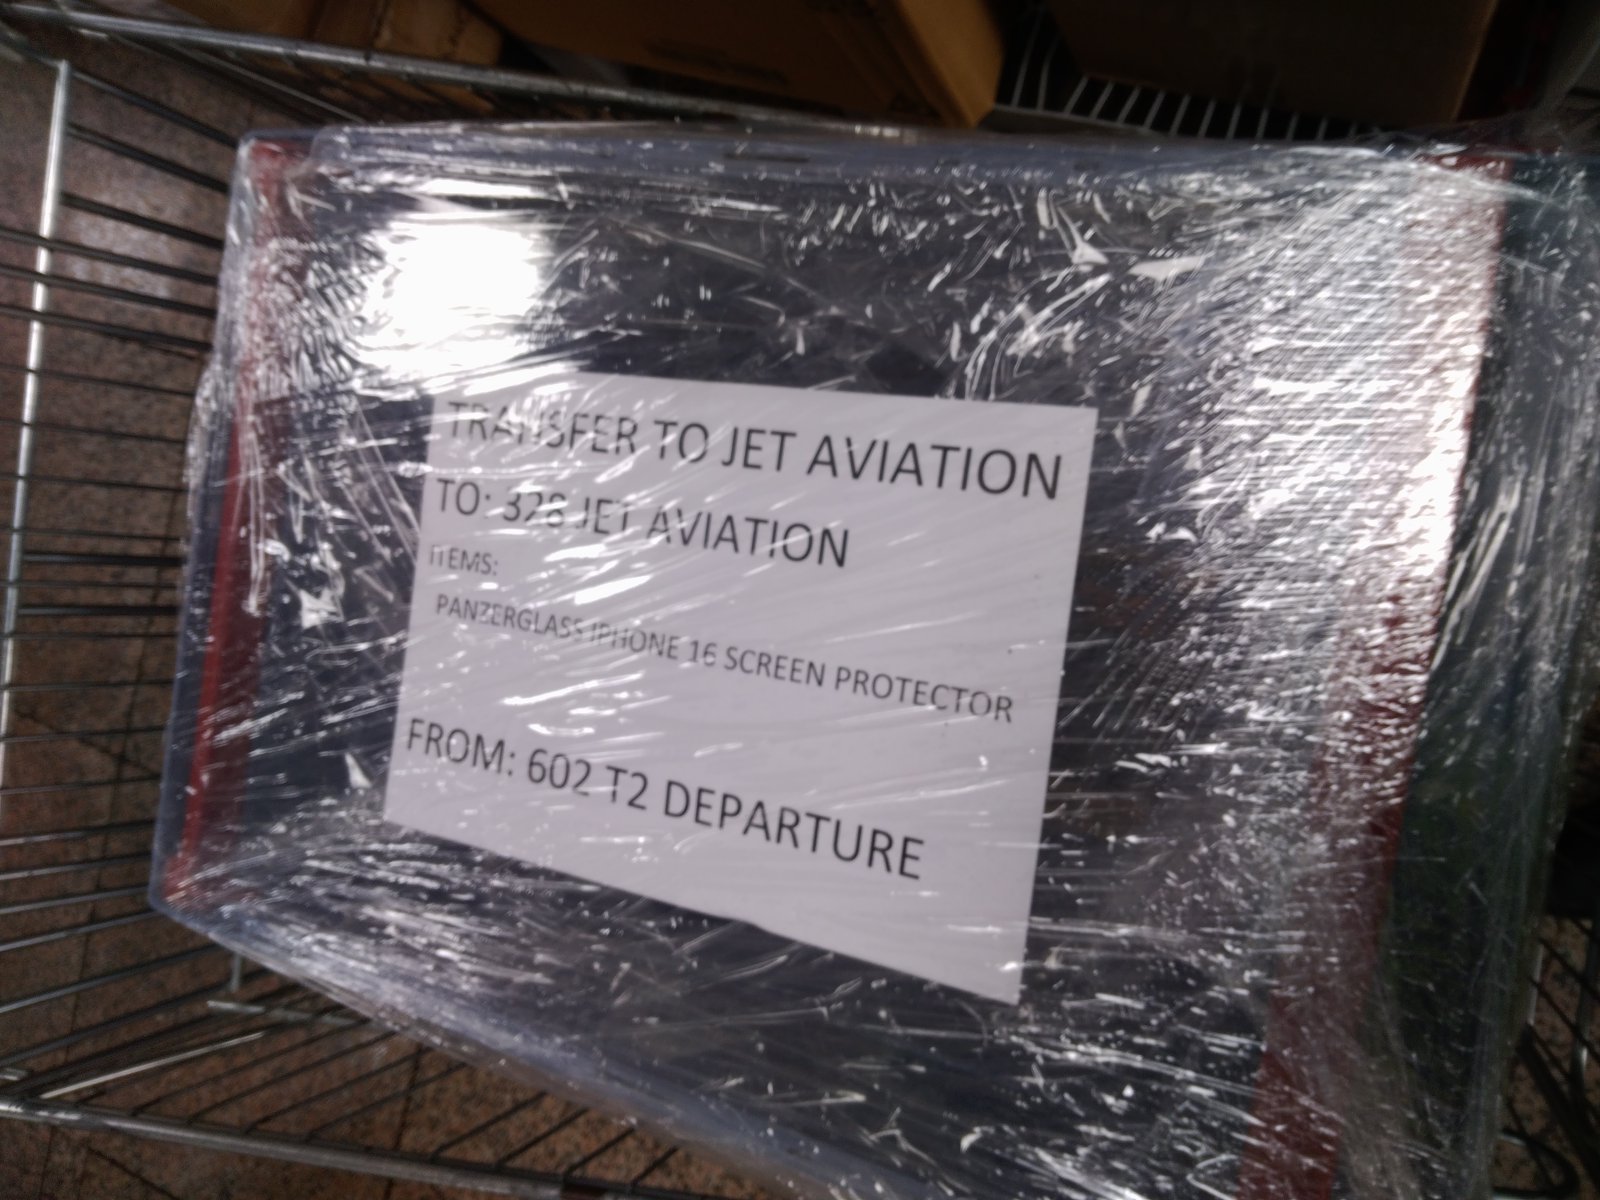 TRANSFER TO JET AVIATION
TO: 328 JET AVIATION
ITEMS:
PANZERGLASS IPHONE 16 SCREEN PROTECTOR
FROM: 602 T2 DEPARTURE